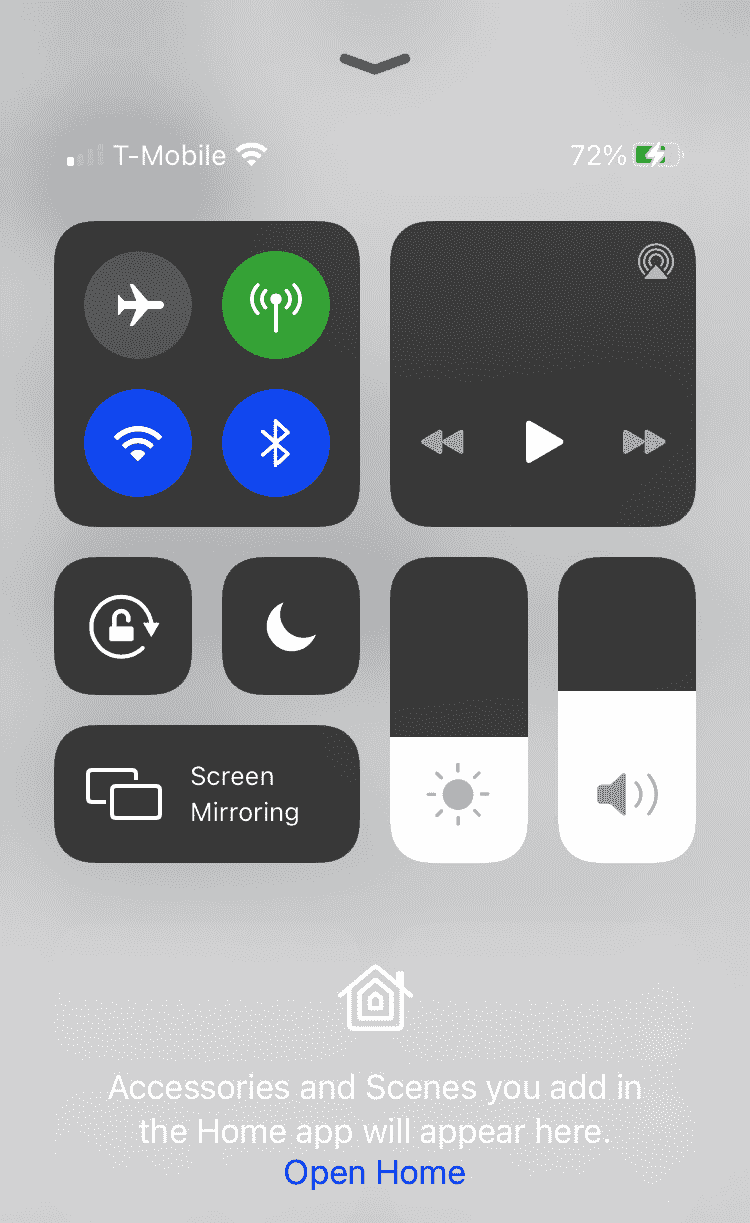 T-Mobile 72%
Screen
Mirroring
Accessories and Scenes you add in
the Home app will appear here.
Open Home